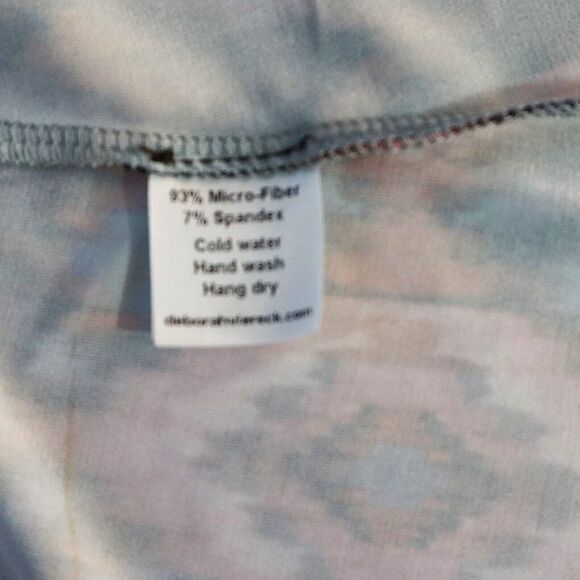 93% Micro-Fiber
7% Spandex
Cold water
Hand wash
Hang dry